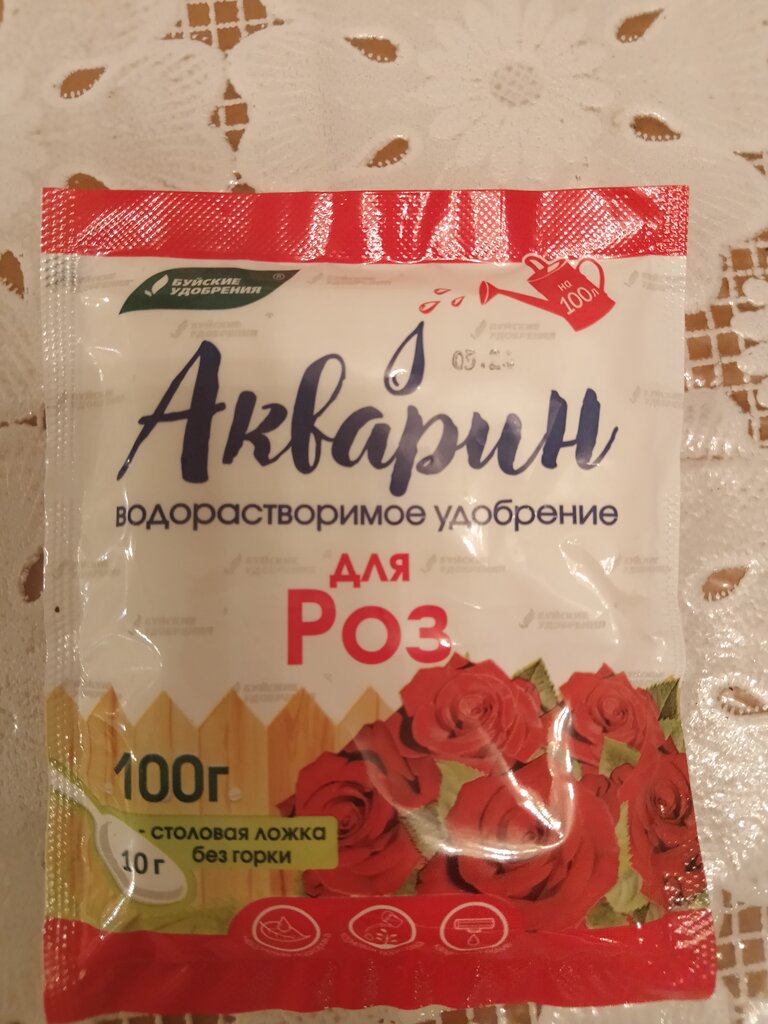 БУЙСКИЕ
УДОБРЕНИЯ
®
на
100л
Акварин
водорастворимое удобрение
для
Роз
100г
- столовая ложка
без горки
10 г